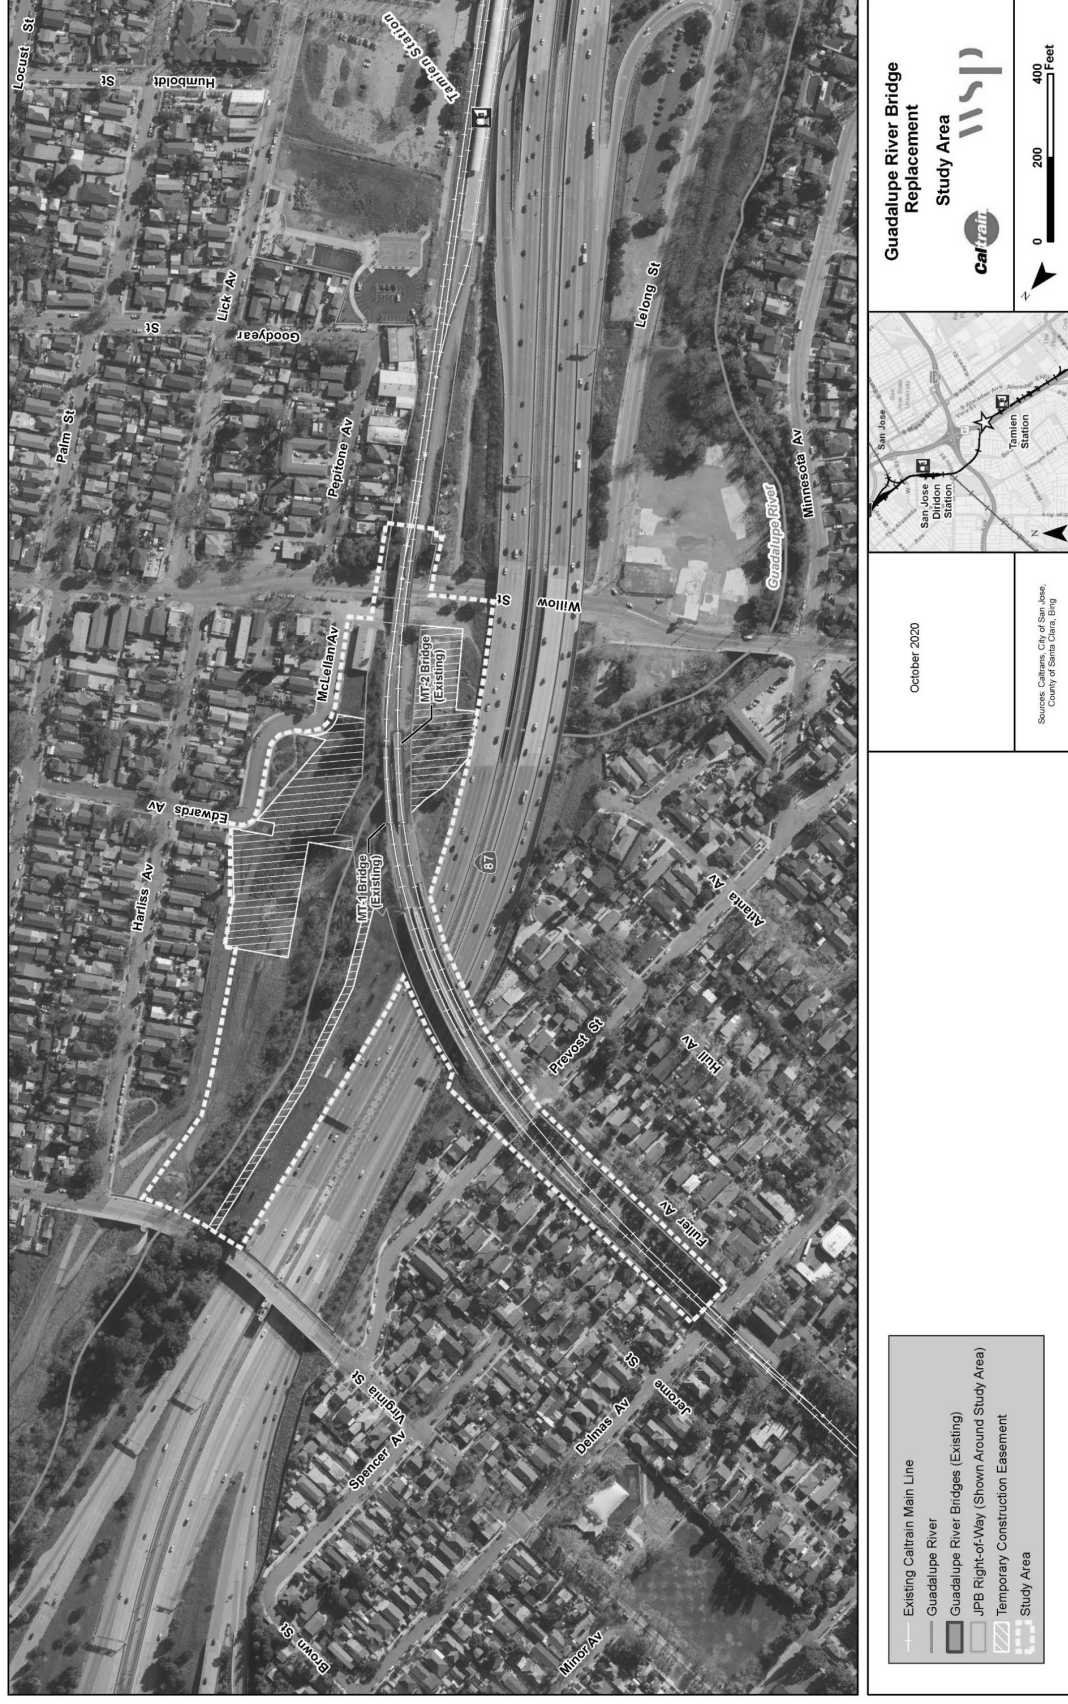 Locust St
Humboldt St
Tamien Station
Palm St
Lick Av
Goodyear St
Pepitone Av
Lelong St
Minnesota Av
Guadalupe River
Willow St
McLellan Av
MT-2 Bridge
(Existing)
Edwards Av
Harliss Av
MT-1 Bridge
(Existing)
87
Atlanta Av
Prevost St
Hull Av
Fuller Av
Virginia St
Spencer Av
Delmas Av
Jerome St
Brown St
Minor Av
Existing Caltrain Main Line
Guadalupe River
Guadalupe River Bridges (Existing)
JPB Right-of-Way (Shown Around Study Area)
Temporary Construction Easement
Study Area
October 2020
Sources: Caltrans, City of San Jose,
County of Santa Clara, Bing
San Jose
San Jose
Diridon
Station
Tamien
Station
N
Guadalupe River Bridge
Replacement
Study Area
Caltrain
wsp
N
0 200 400
Feet